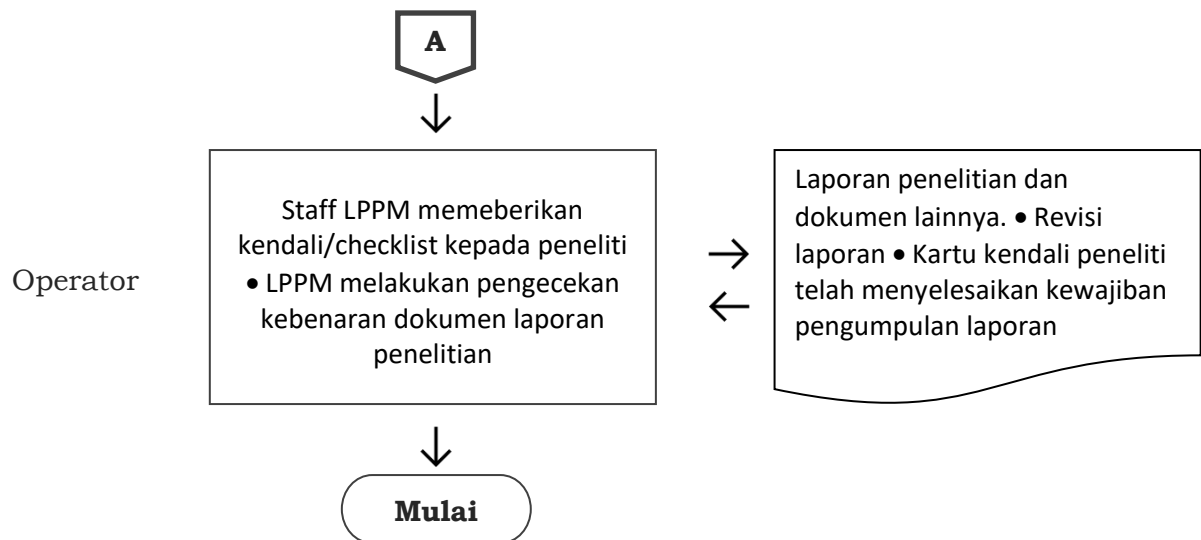 A
Operator
Staff LPPM memeberikan
kendali/checklist kepada peneliti
• LPPM melakukan pengecekan
kebenaran dokumen laporan
penelitian
Laporan penelitian dan
dokumen lainnya. • Revisi
laporan • Kartu kendali peneliti
telah menyelesaikan kewajiban
pengumpulan laporan
Mulai